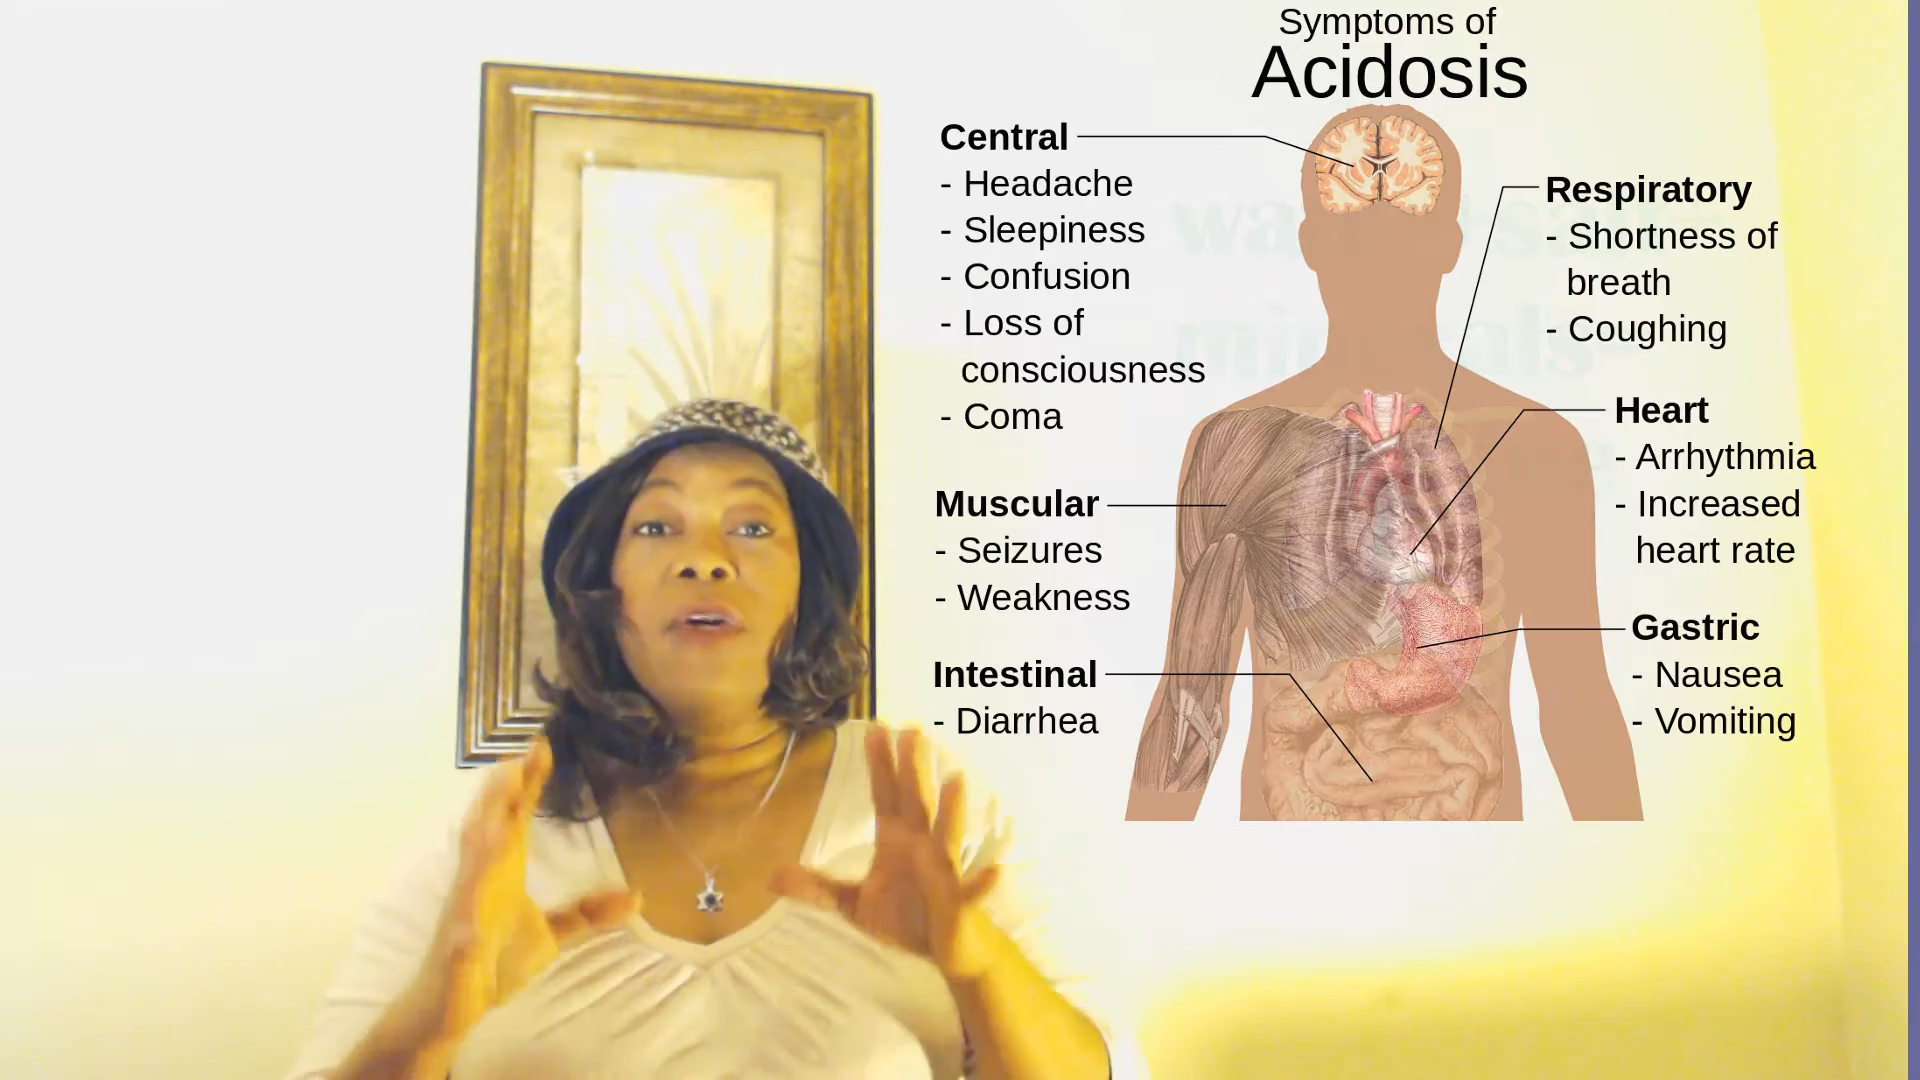 Symptoms of
Acidosis
Central
- Headache
- Sleepiness
- Confusion
- Loss of
consciousness
- Coma
Muscular
- Seizures
- Weakness
Intestinal
- Diarrhea
Respiratory
- Shortness of
breath
- Coughing
Heart
- Arrhythmia
- Increased
heart rate
Gastric
- Nausea
- Vomiting